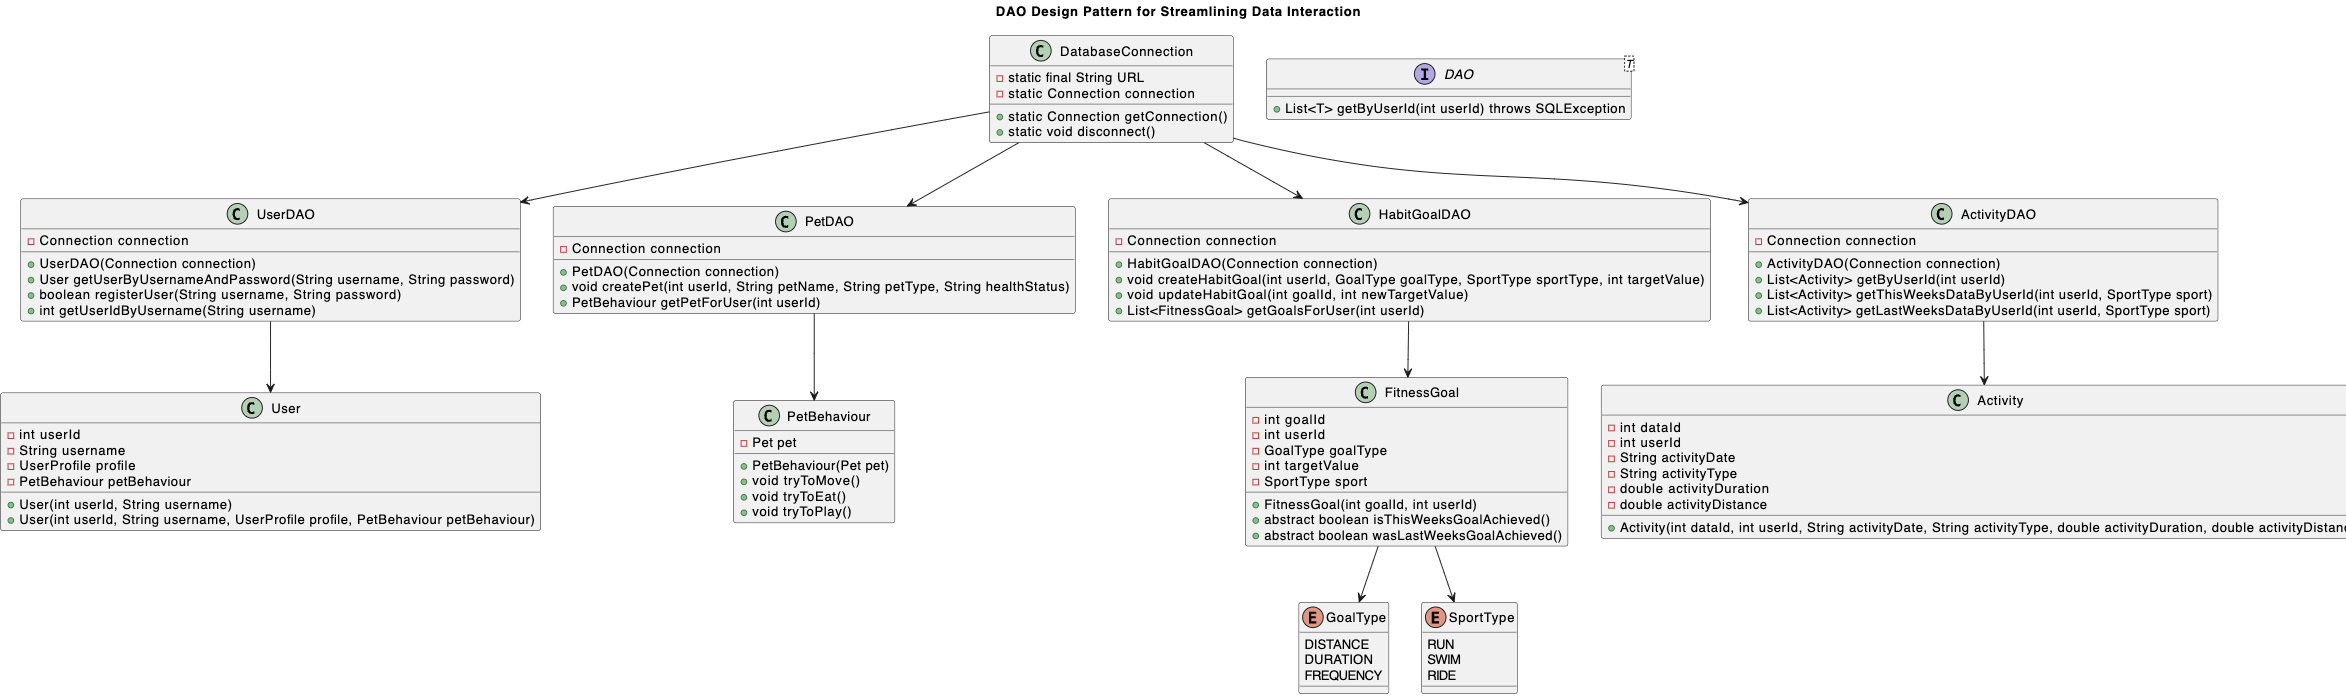 DAO Design Pattern for Streamlining Data Interaction
C DatabaseConnection
static final String URL
static Connection connection
static Connection getConnection()
static void disconnect()
I DAO
T
List<T> getByUserId(int userId) throws SQLException
C UserDAO
Connection connection
UserDAO(Connection connection)
User getUserByUsernameAndPassword(String username, String password)
boolean registerUser(String username, String password)
int getUserIdByUsername(String username)
C PetDAO
Connection connection
PetDAO(Connection connection)
void createPet(int userId, String petName, String petType, String healthStatus)
PetBehaviour getPetForUser(int userId)
C HabitGoalDAO
Connection connection
HabitGoalDAO(Connection connection)
void createHabitGoal(int userId, GoalType goalType, SportType sportType, int targetValue)
void updateHabitGoal(int goalId, int newTargetValue)
List<FitnessGoal> getGoalsForUser(int userId)
C ActivityDAO
Connection connection
ActivityDAO(Connection connection)
List<Activity> getByUserId(int userId)
List<Activity> getThisWeeksDataByUserId(int userId, SportType sport)
List<Activity> getLastWeeksDataByUserId(int userId, SportType sport)
C User
int userId
String username
UserProfile profile
PetBehaviour petBehaviour
User(int userId, String username)
User(int userId, String username, UserProfile profile, PetBehaviour petBehaviour)
C PetBehaviour
Pet pet
PetBehaviour(Pet pet)
void tryToMove()
void tryToEat()
void tryToPlay()
C FitnessGoal
int goalId
int userId
GoalType goalType
int targetValue
SportType sport
FitnessGoal(int goalId, int userId)
abstract boolean isThisWeeksGoalAchieved()
abstract boolean wasLastWeeksGoalAchieved()
C Activity
int dataId
int userId
String activityDate
String activityType
double activityDuration
double activityDistance
Activity(int dataId, int userId, String activityDate, String activityType, double activityDuration, double
E GoalType
DISTANCE
DURATION
FREQUENCY
E SportType
RUN
SWIM
RIDE